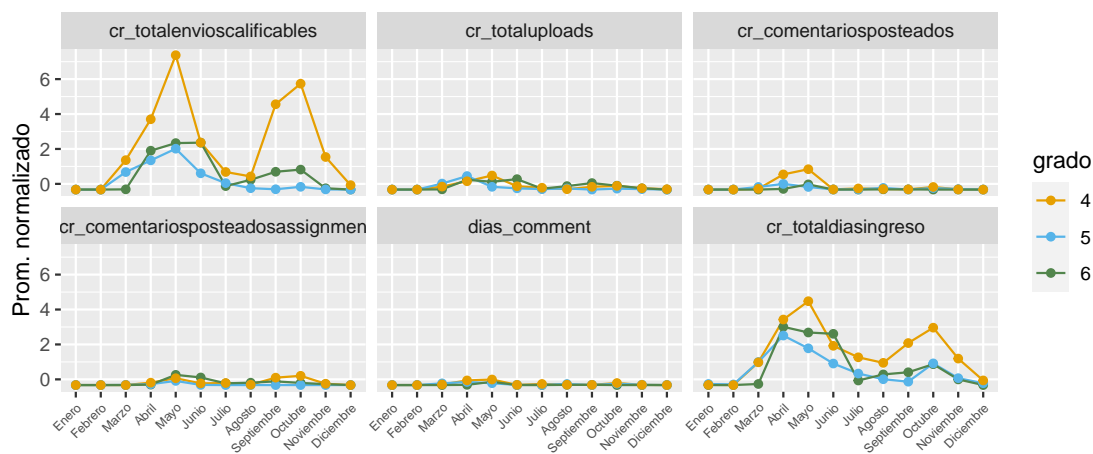 cr_totalenvioscalificables
cr_totaluploads
cr_comentariosposteados
6
4
2
0
cr_comentariosposteadosassignmen
dias_comment
cr_totaldiasingreso
6
4
2
0
Prom. normalizado
Enero
Febrero
Marzo
Abril
Mayo
Junio
Julio
Agosto
Septiembre
Octubre
Noviembre
Diciembre
Enero
Febrero
Marzo
Abril
Mayo
Junio
Julio
Agosto
Septiembre
Octubre
Noviembre
Diciembre
Enero
Febrero
Marzo
Abril
Mayo
Junio
Julio
Agosto
Septiembre
Octubre
Noviembre
Diciembre
grado
4
5
6